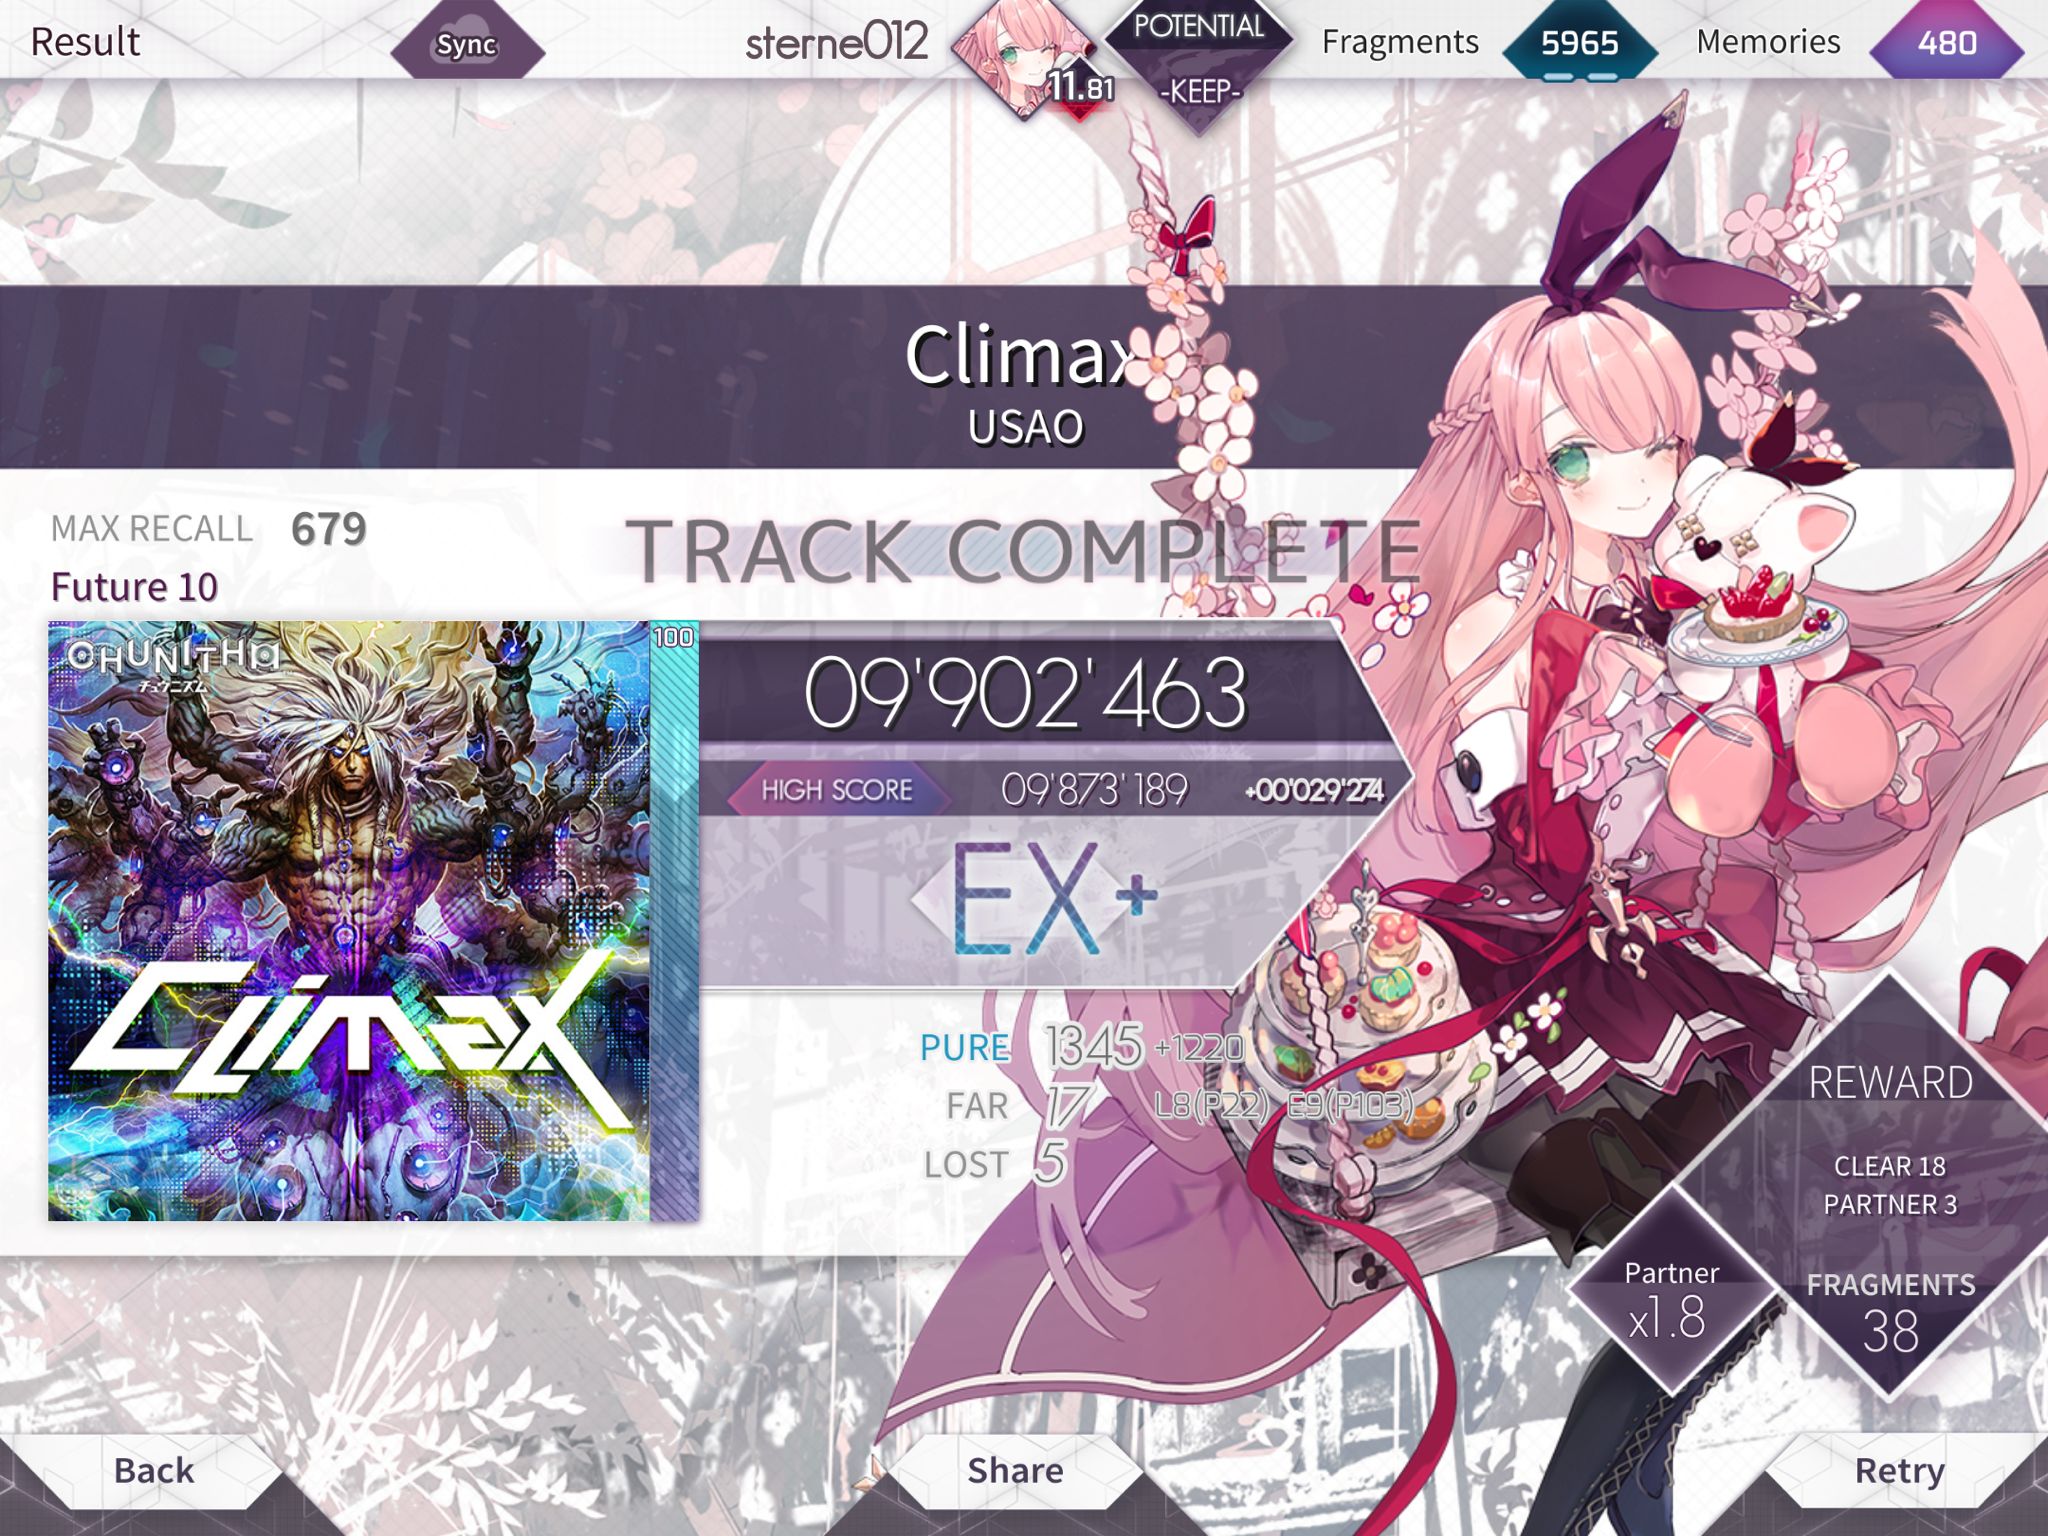 Result
Sync
sterne012
11.81
POTENTIAL
-KEEP-
Fragments
5965
Memories
480
Climax
USAO
MAX RECALL 679
TRACK COMPLETE
Future 10
CHUNITHM
チュウニズム
Climax
100
09'902'463
HIGH SCORE 09'873'189 +00'029'274
EX+
PURE 1345 +1220
FAR 17 L8(P22) E9(P103)
LOST 5
REWARD
CLEAR 18
PARTNER 3
FRAGMENTS
38
Partner
x1.8
Back
Share
Retry